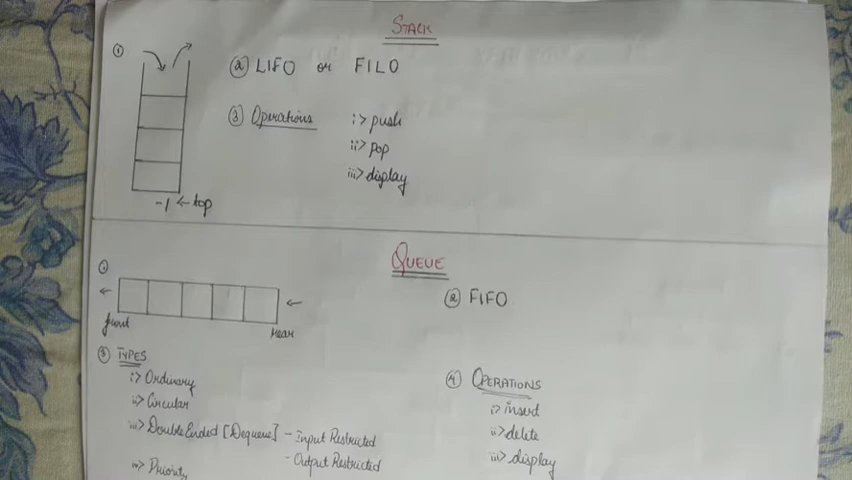 STACK
①
② LIFO or FILO
③ Operations
i> push
ii> pop
iii> display
-1 ← top
QUEUE
①
← ←
front rear
② FIFO
③ TYPES
i> Ordinary
ii> Circular
iii> Double Ended [Dequeue] - Input Restricted
- Output Restricted
iv> Priority
④ OPERATIONS
i> insert
ii> delete
iii> display